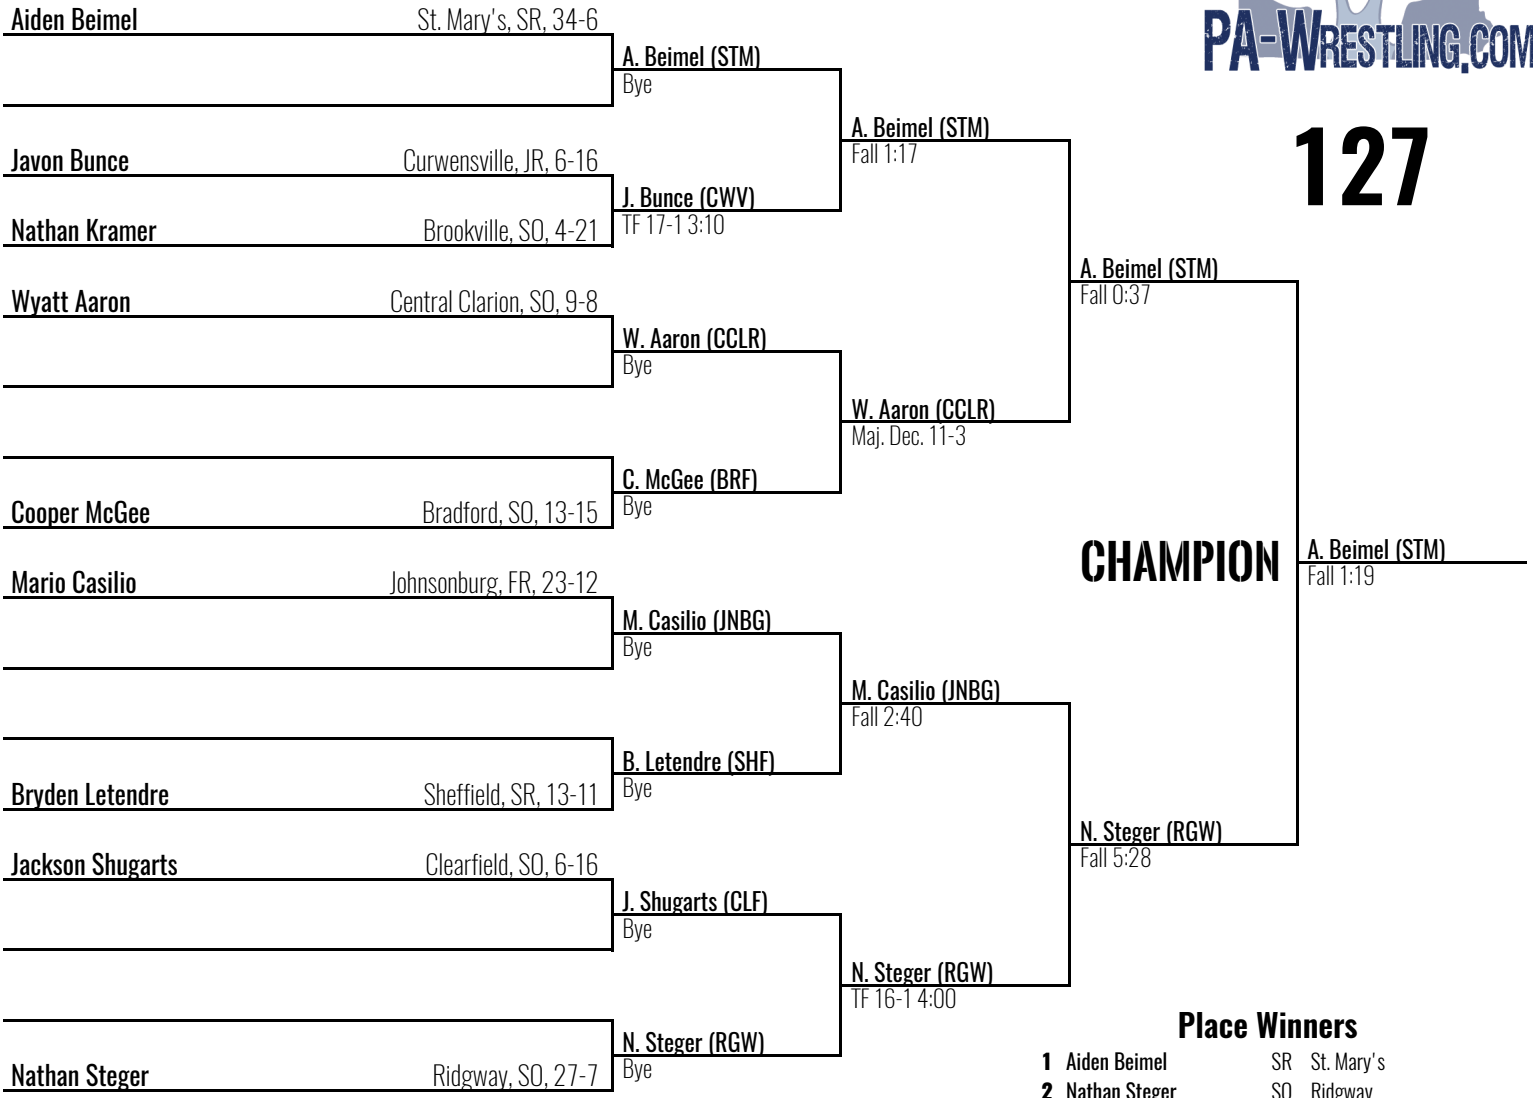 Aiden Beimel St. Mary's, SR, 34-6
A. Beimel (STM)
Bye
PA-WRESTLING.COM
127
A. Beimel (STM)
Fall 1:17
Javon Bunce Curwensville, JR, 6-16
J. Bunce (CWV)
TF 17-1 3:10
Nathan Kramer Brookville, SO, 4-21
A. Beimel (STM)
Fall 0:37
Wyatt Aaron Central Clarion, SO, 9-8
W. Aaron (CCLR)
Bye
W. Aaron (CCLR)
Maj. Dec. 11-3
C. McGee (BRF)
Bye
Cooper McGee Bradford, SO, 13-15
CHAMPION
A. Beimel (STM)
Fall 1:19
Mario Casilio Johnsonburg, FR, 23-12
M. Casilio (JNBG)
Bye
M. Casilio (JNBG)
Fall 2:40
B. Letendre (SHF)
Bye
Bryden Letendre Sheffield, SR, 13-11
N. Steger (RGW)
Fall 5:28
Jackson Shugarts Clearfield, SO, 6-16
J. Shugarts (CLF)
Bye
N. Steger (RGW)
TF 16-1 4:00
N. Steger (RGW)
Bye
Nathan Steger Ridgway, SO, 27-7
Place Winners
1 Aiden Beimel SR St. Mary's
2 Nathan Steger SO Ridgway